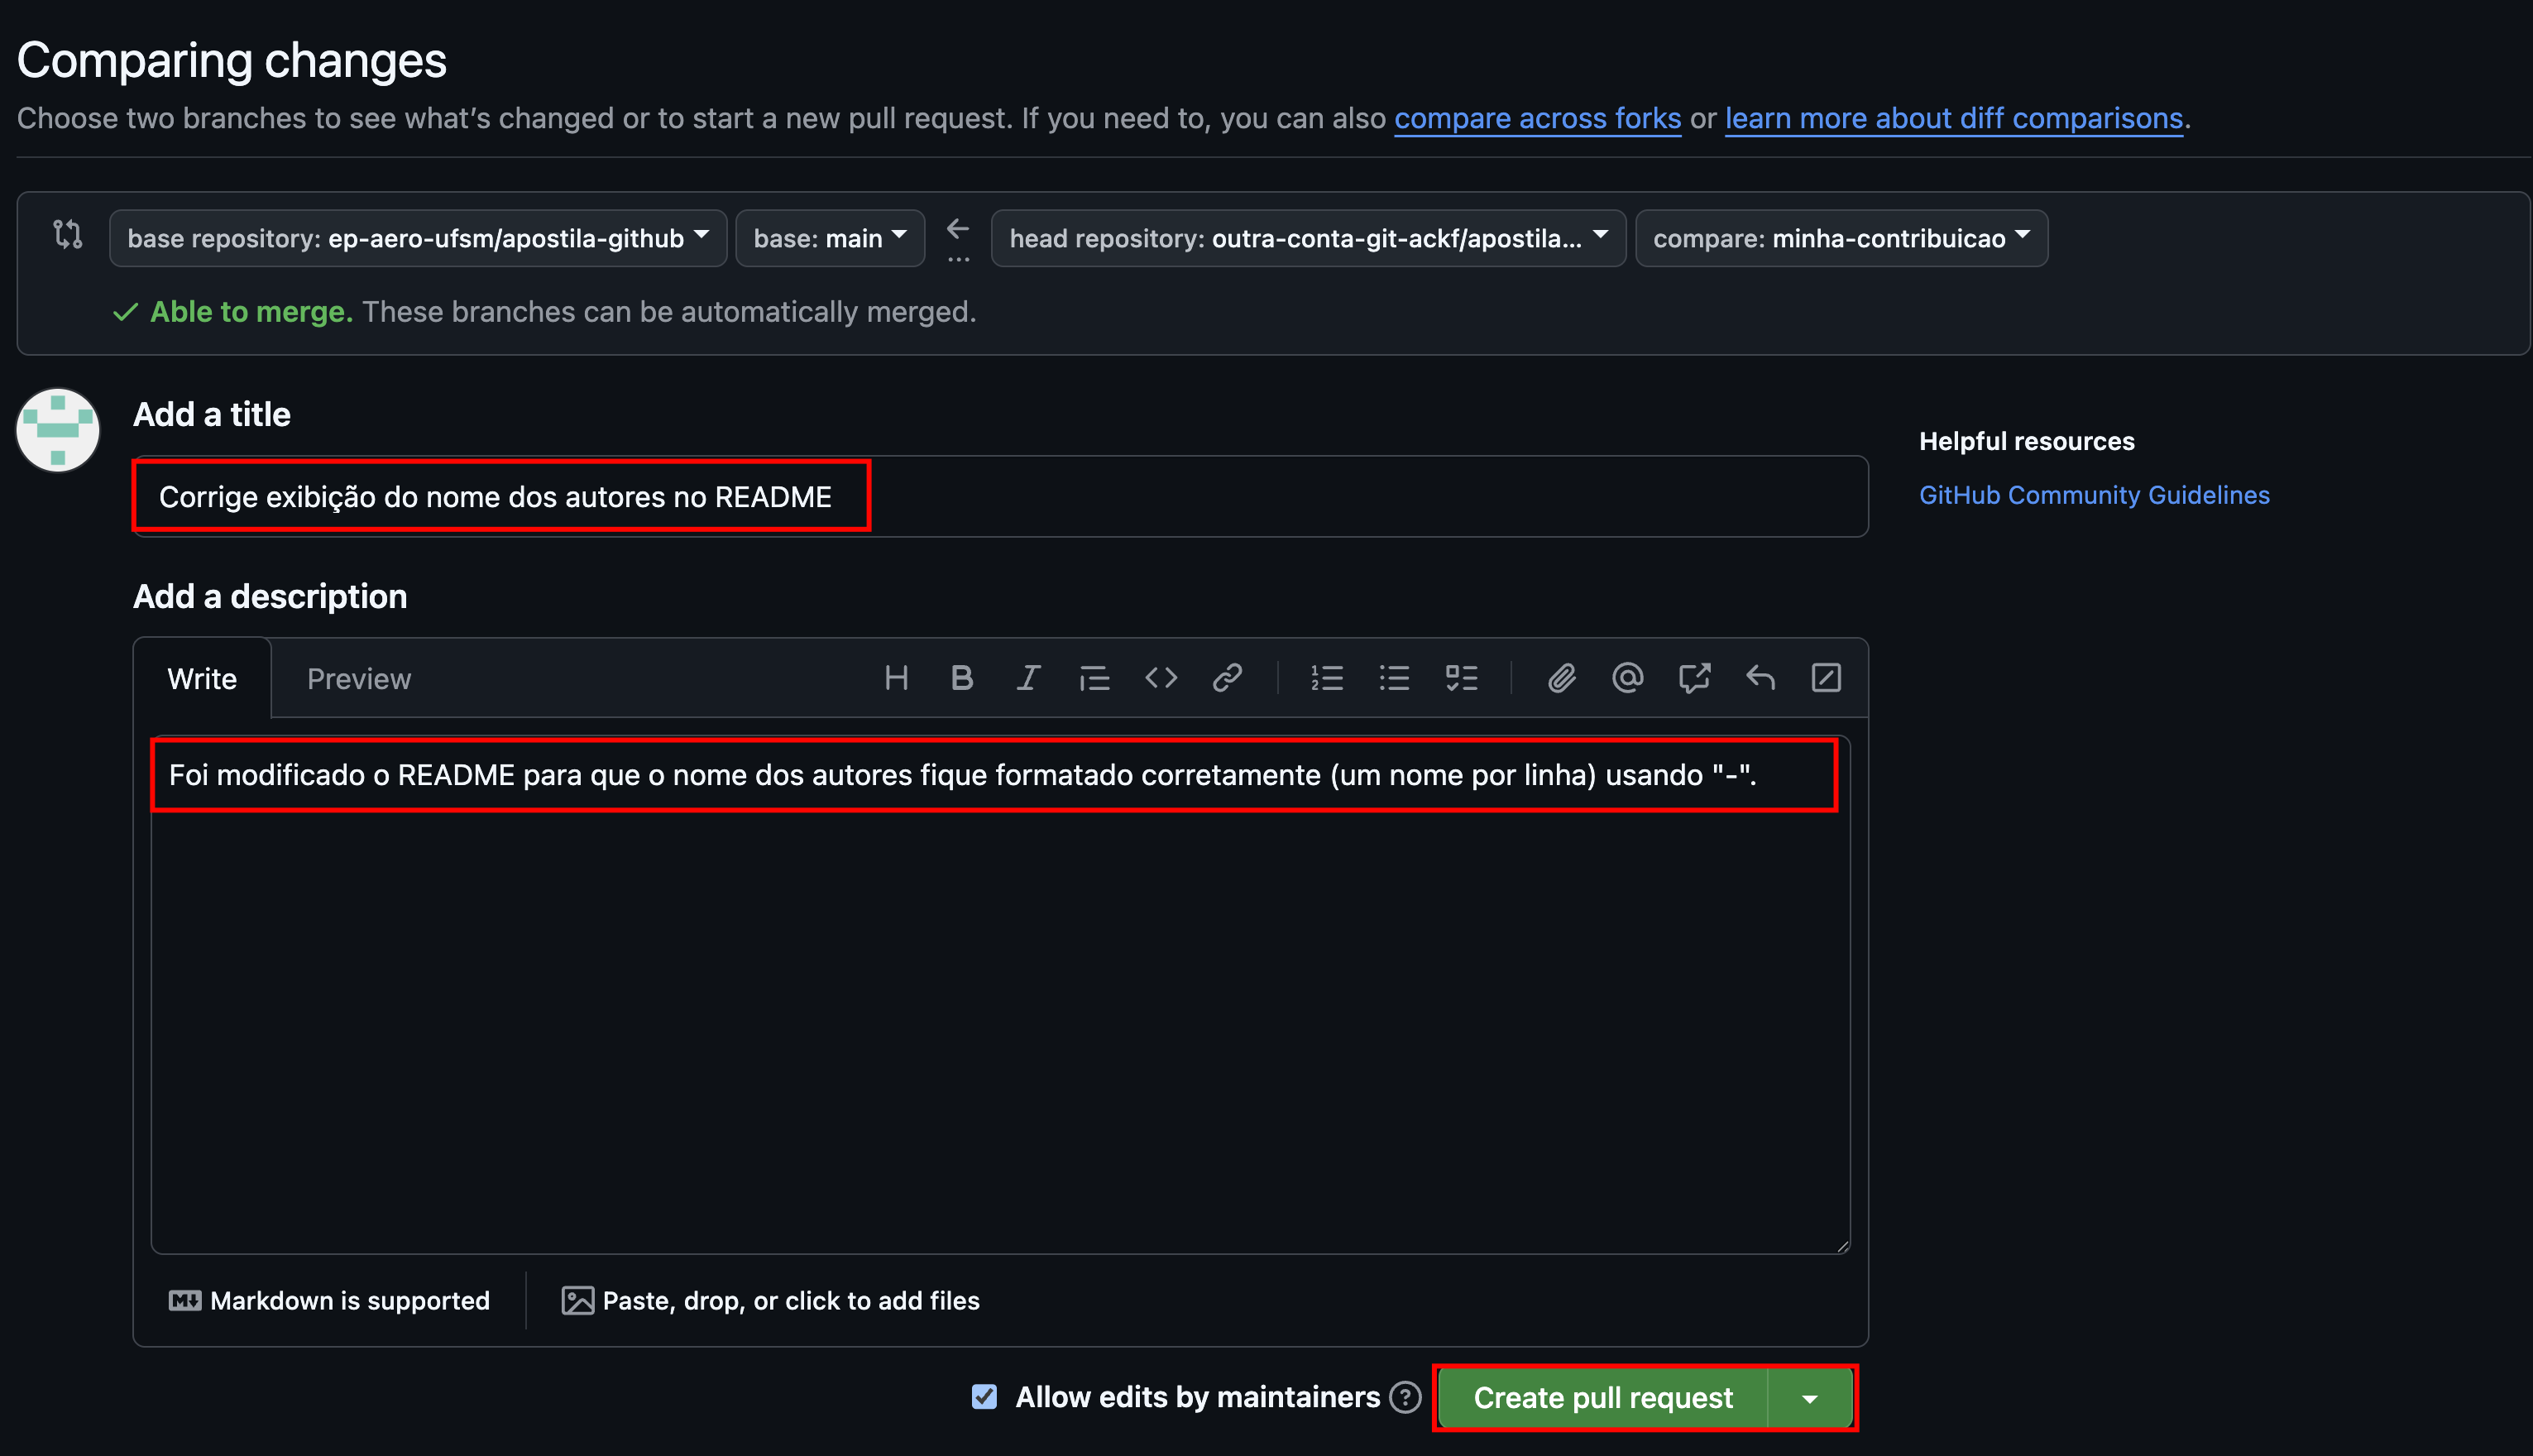 Comparing changes
Choose two branches to see what’s changed or to start a new pull request. If you need to, you can also compare across forks or learn more about diff comparisons.
base repository: ep-aero-ufsm/apostila-github base: main ... head repository: outra-conta-git-ackf/apostila... compare: minha-contribuicao
Able to merge. These branches can be automatically merged.
Add a title
Helpful resources
Corrige exibição do nome dos autores no README
GitHub Community Guidelines
Add a description
Write Preview
Foi modificado o README para que o nome dos autores fique formatado corretamente (um nome por linha) usando "-".
Markdown is supported Paste, drop, or click to add files
Allow edits by maintainers Create pull request